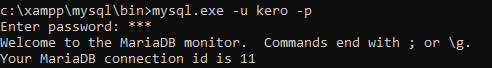 c:\xampp\mysql\bin>mysql.exe -u kero -p
Enter password: ***
Welcome to the MariaDB monitor.  Commands end with ; or \g.
Your MariaDB connection id is 11